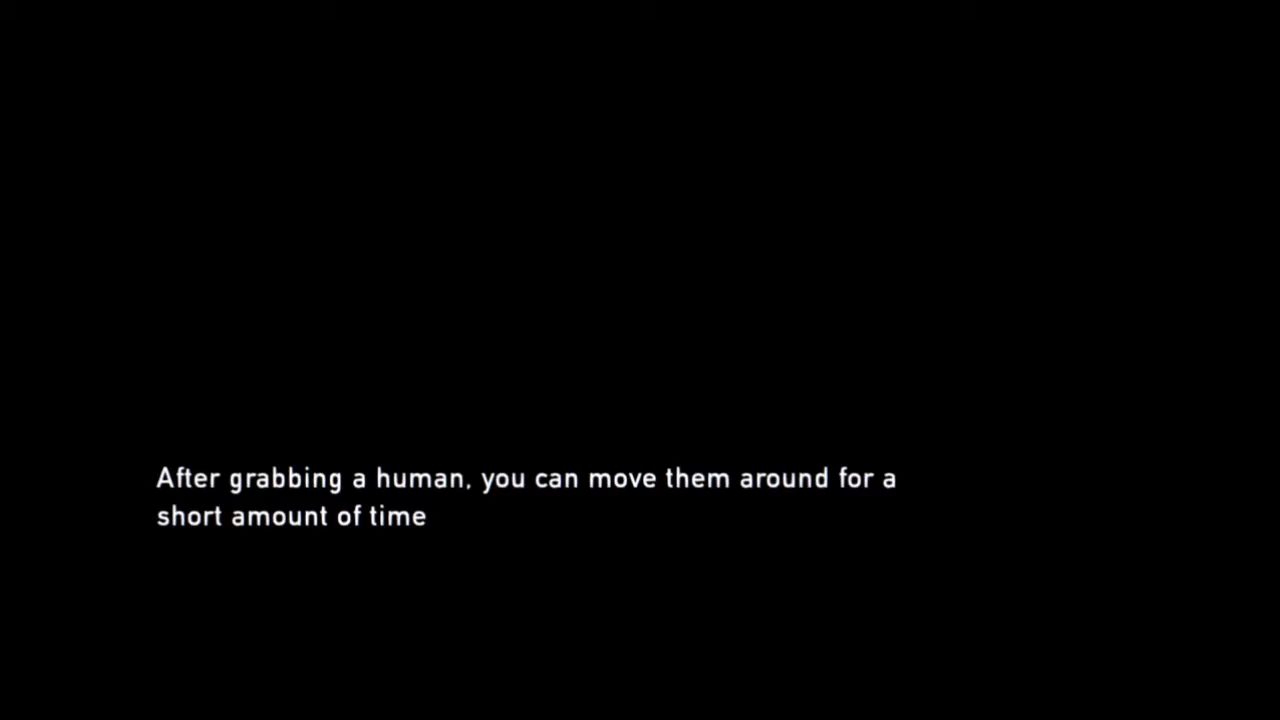 After grabbing a human, you can move them around for a
short amount of time